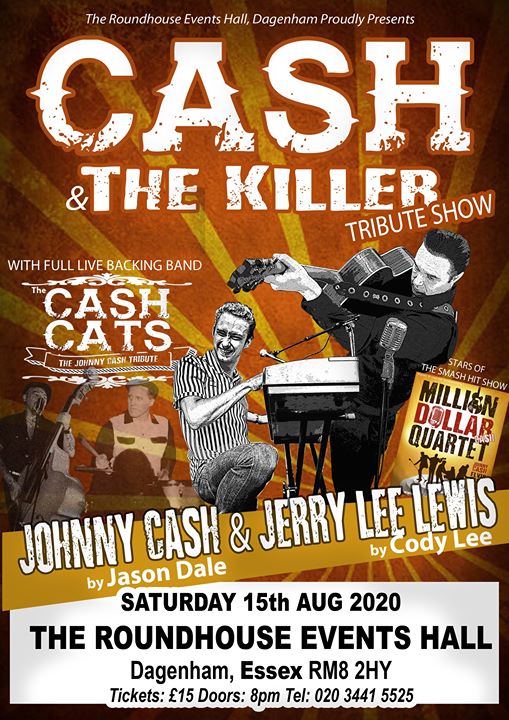 The Roundhouse Events Hall, Dagenham Proudly Presents
CASH
& THE KILLER
TRIBUTE SHOW
WITH FULL LIVE BACKING BAND
The
CASH
CATS
THE JOHNNY CASH TRIBUTE
STARS OF
THE SMASH HIT SHOW
MILLION
DOLLAR
QUARTET
JOHNNY CASH & JERRY LEE LEWIS
by Jason Dale
by Cody Lee
SATURDAY 15th AUG 2020
THE ROUNDHOUSE EVENTS HALL
Dagenham, Essex RM8 2HY
Tickets: £15 Doors: 8pm Tel: 020 3441 5525